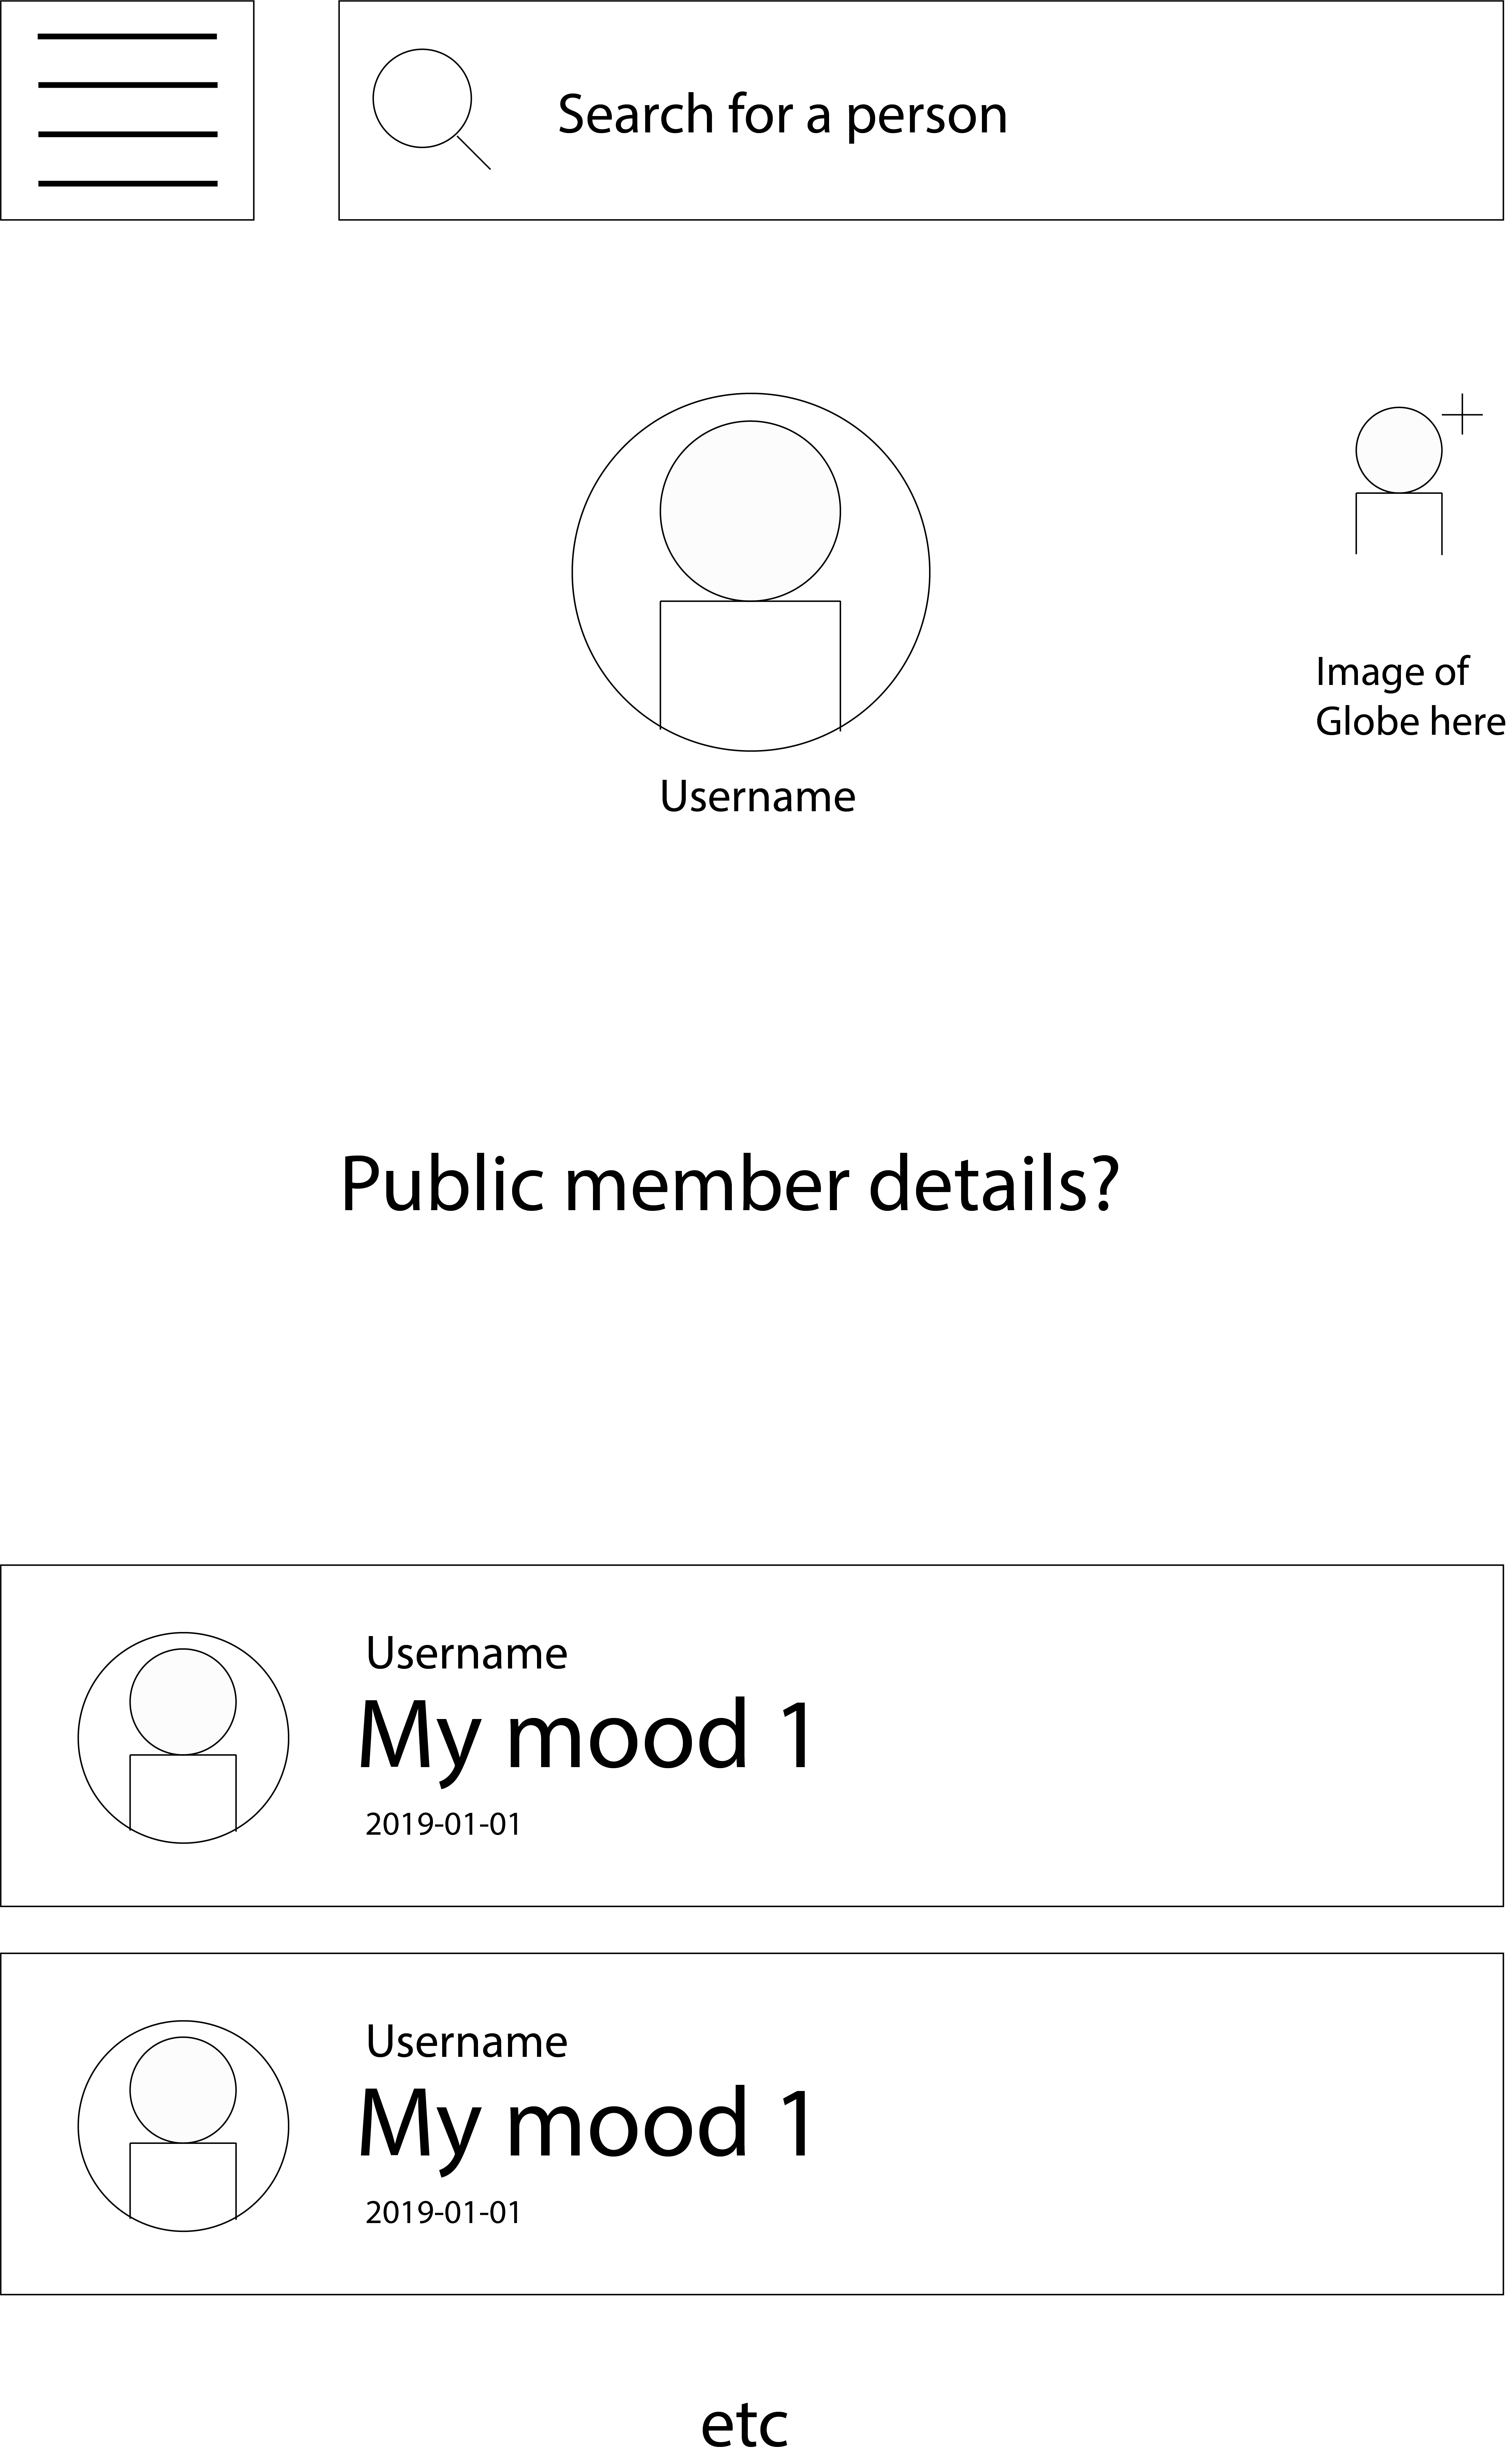 Search for a person
Image of
Globe here
Username
Public member details?
Username
My mood 1
2019-01-01
Username
My mood 1
2019-01-01
etc